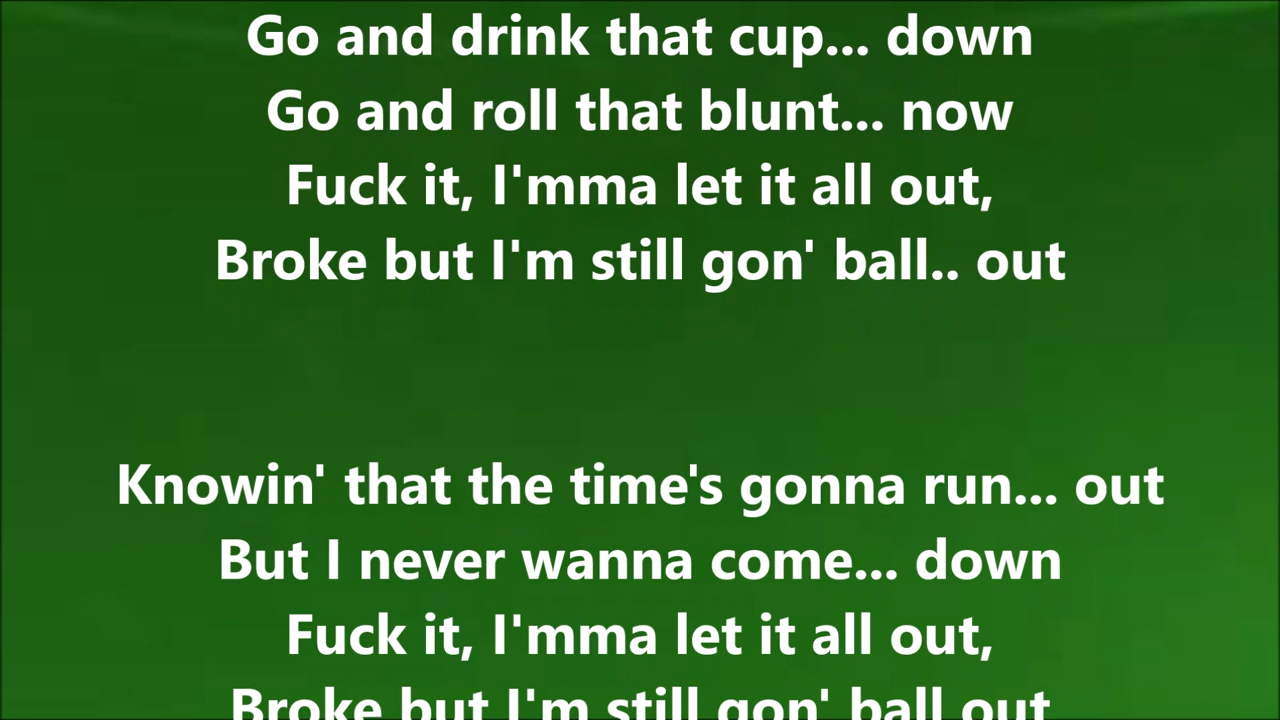 Go and drink that cup... down
Go and roll that blunt... now
Fuck it, I'mma let it all out,
Broke but I'm still gon' ball.. out
Knowin' that the time's gonna run... out
But I never wanna come... down
Fuck it, I'mma let it all out,
Broke but I'm still gon' ball out